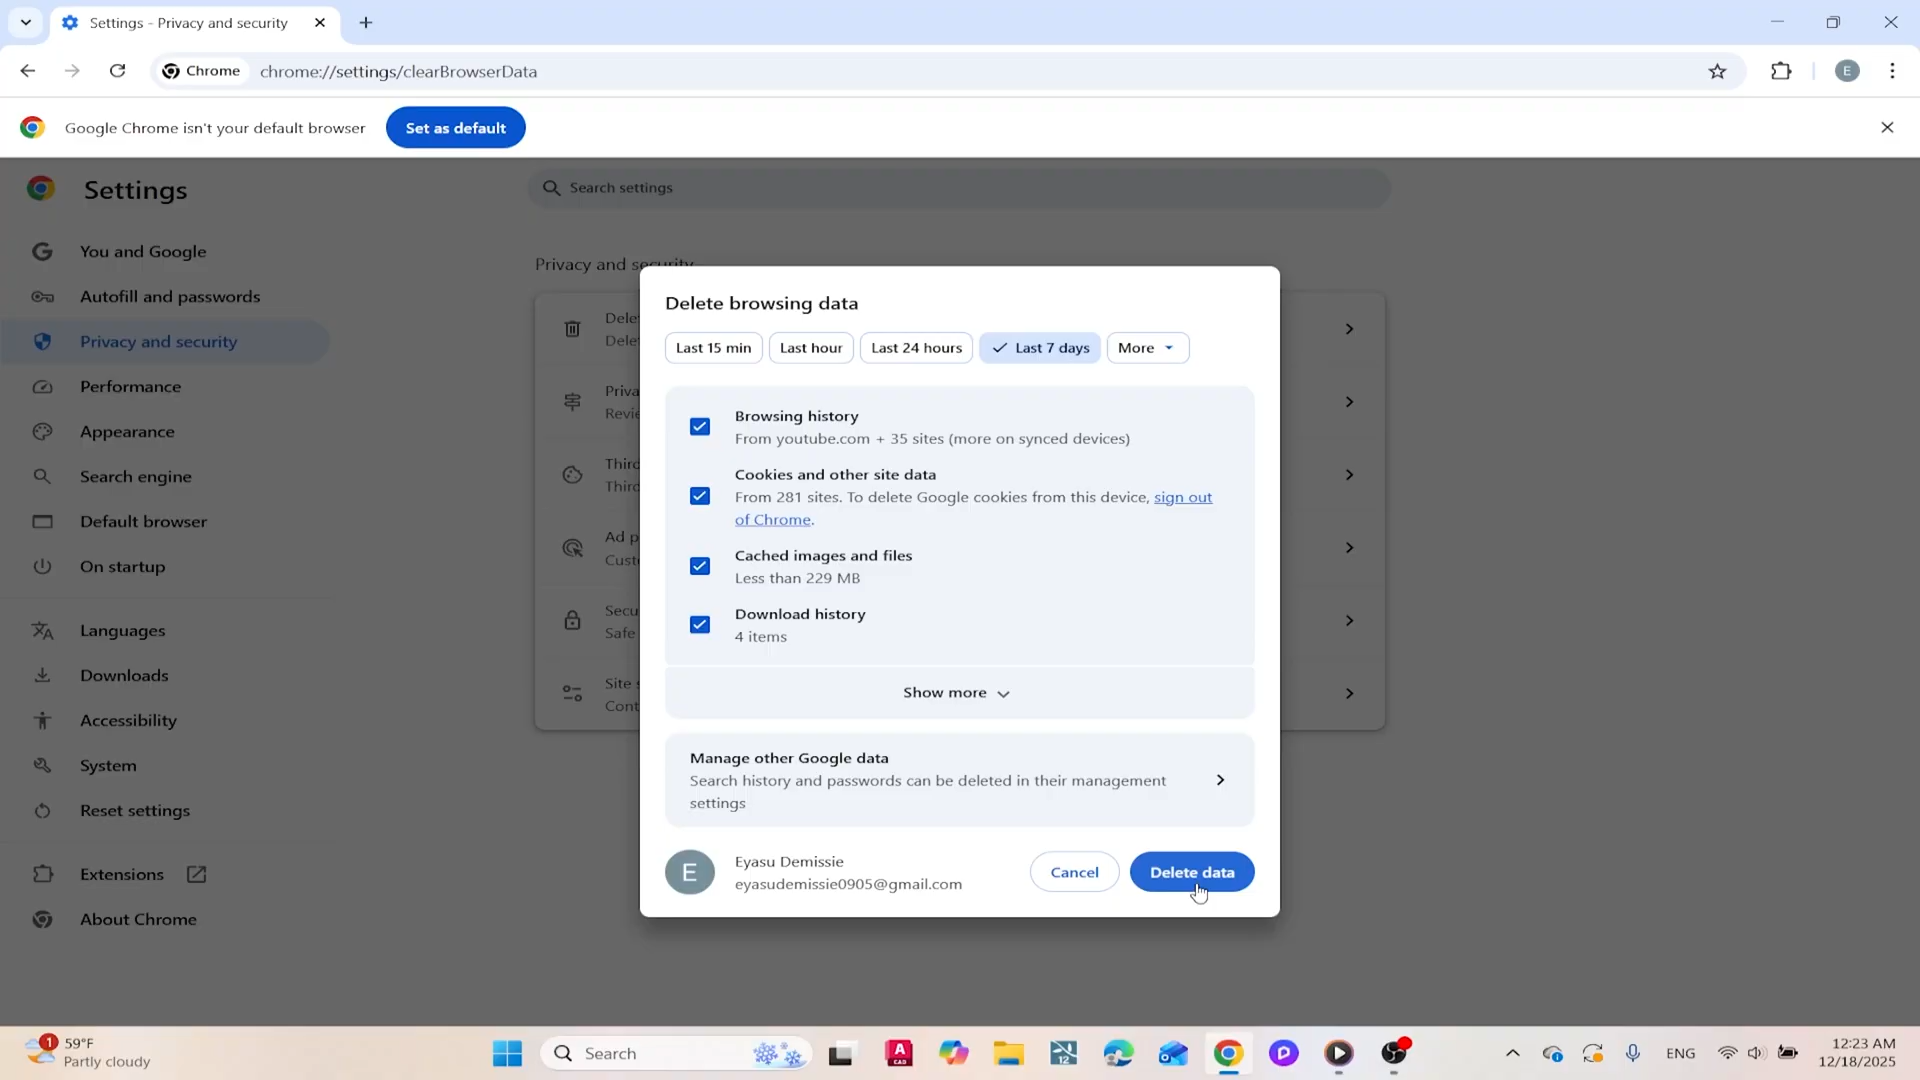 Settings - Privacy and security
Chrome
chrome://settings/clearBrowserData
E
Google Chrome isn't your default browser
Set as default
Settings
Search settings
You and Google
Autofill and passwords
Privacy and security
Performance
Appearance
Search engine
Default browser
On startup
Languages
Downloads
Accessibility
System
Reset settings
Extensions
About Chrome
Privacy and security
Delete browsing data
Last 15 min
Last hour
Last 24 hours
Last 7 days
More
Browsing history
From youtube.com + 35 sites (more on synced devices)
Cookies and other site data
From 281 sites. To delete Google cookies from this device, sign out
of Chrome.
Cached images and files
Less than 229 MB
Download history
4 items
Show more
Manage other Google data
Search history and passwords can be deleted in their management
settings
E
Eyasu Demissie
eyasudemissie0905@gmail.com
Cancel
Delete data
1
59°F
Partly cloudy
Search
A
CAD
12
ENG
12:23 AM
12/18/2025